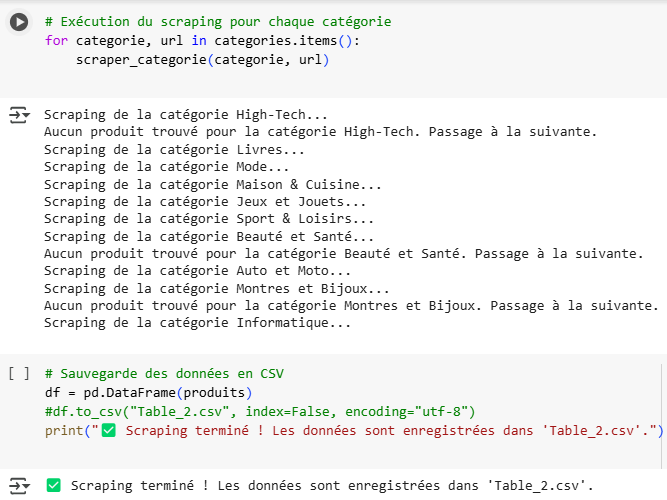 # Exécution du scraping pour chaque catégorie
for categorie, url in categories.items():
    scraper_categorie(categorie, url)
Scraping de la catégorie High-Tech...
Aucun produit trouvé pour la catégorie High-Tech. Passage à la suivante.
Scraping de la catégorie Livres...
Scraping de la catégorie Mode...
Scraping de la catégorie Maison & Cuisine...
Scraping de la catégorie Jeux et Jouets...
Scraping de la catégorie Sport & Loisirs...
Scraping de la catégorie Beauté et Santé...
Aucun produit trouvé pour la catégorie Beauté et Santé. Passage à la suivante.
Scraping de la catégorie Auto et Moto...
Scraping de la catégorie Montres et Bijoux...
Aucun produit trouvé pour la catégorie Montres et Bijoux. Passage à la suivante.
Scraping de la catégorie Informatique...
[ ] # Sauvegarde des données en CSV
df = pd.DataFrame(produits)
#df.to_csv("Table_2.csv", index=False, encoding="utf-8")
print("✅ Scraping terminé ! Les données sont enregistrées dans 'Table_2.csv'.")
✅ Scraping terminé ! Les données sont enregistrées dans 'Table_2.csv'.